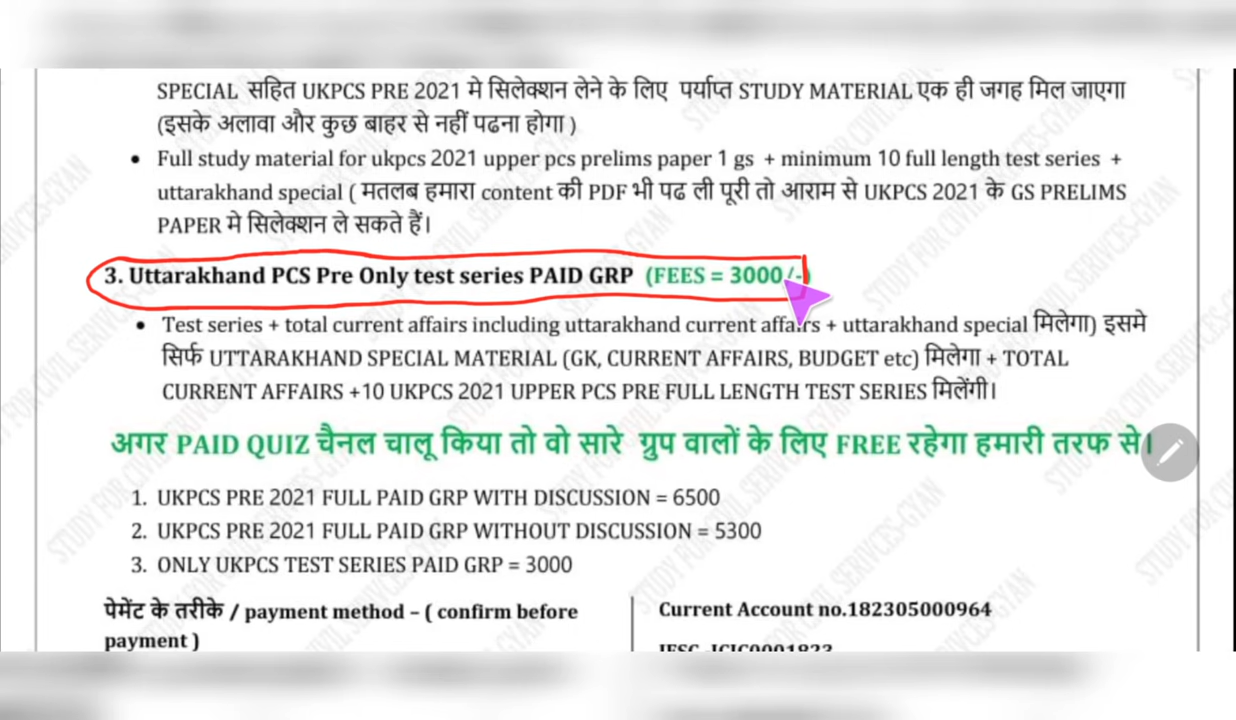 SPECIAL सहित UKPCS PRE 2021 मे सिलेक्शन लेने के लिए पर्याप्त STUDY MATERIAL एक ही जगह मिल जाएगा
(इसके अलावा और कुछ बाहर से नहीं पढना होगा )
• Full study material for ukpcs 2021 upper pcs prelims paper 1 gs + minimum 10 full length test series +
uttarakhand special ( मतलब हमारा content की PDF भी पढ ली पूरी तो आराम से UKPCS 2021 के GS PRELIMS
PAPER मे सिलेक्शन ले सकते हैं।
3. Uttarakhand PCS Pre Only test series PAID GRP (FEES = 3000/-)
• Test series + total current affairs including uttarakhand current affairs + uttarakhand special मिलेगा) इसमे
सिर्फ UTTARAKHAND SPECIAL MATERIAL (GK, CURRENT AFFAIRS, BUDGET etc) मिलेगा + TOTAL
CURRENT AFFAIRS +10 UKPCS 2021 UPPER PCS PRE FULL LENGTH TEST SERIES मिलेंगी।
अगर PAID QUIZ चैनल चालू किया तो वो सारे ग्रुप वालों के लिए FREE रहेगा हमारी तरफ से।
1. UKPCS PRE 2021 FULL PAID GRP WITH DISCUSSION = 6500
2. UKPCS PRE 2021 FULL PAID GRP WITHOUT DISCUSSION = 5300
3. ONLY UKPCS TEST SERIES PAID GRP = 3000
पेमेंट के तरीके / payment method – ( confirm before
payment )
Current Account no.182305000964
IFSC -ICIC0001823
STUDY FOR CIVIL SERIVCES-GYAN